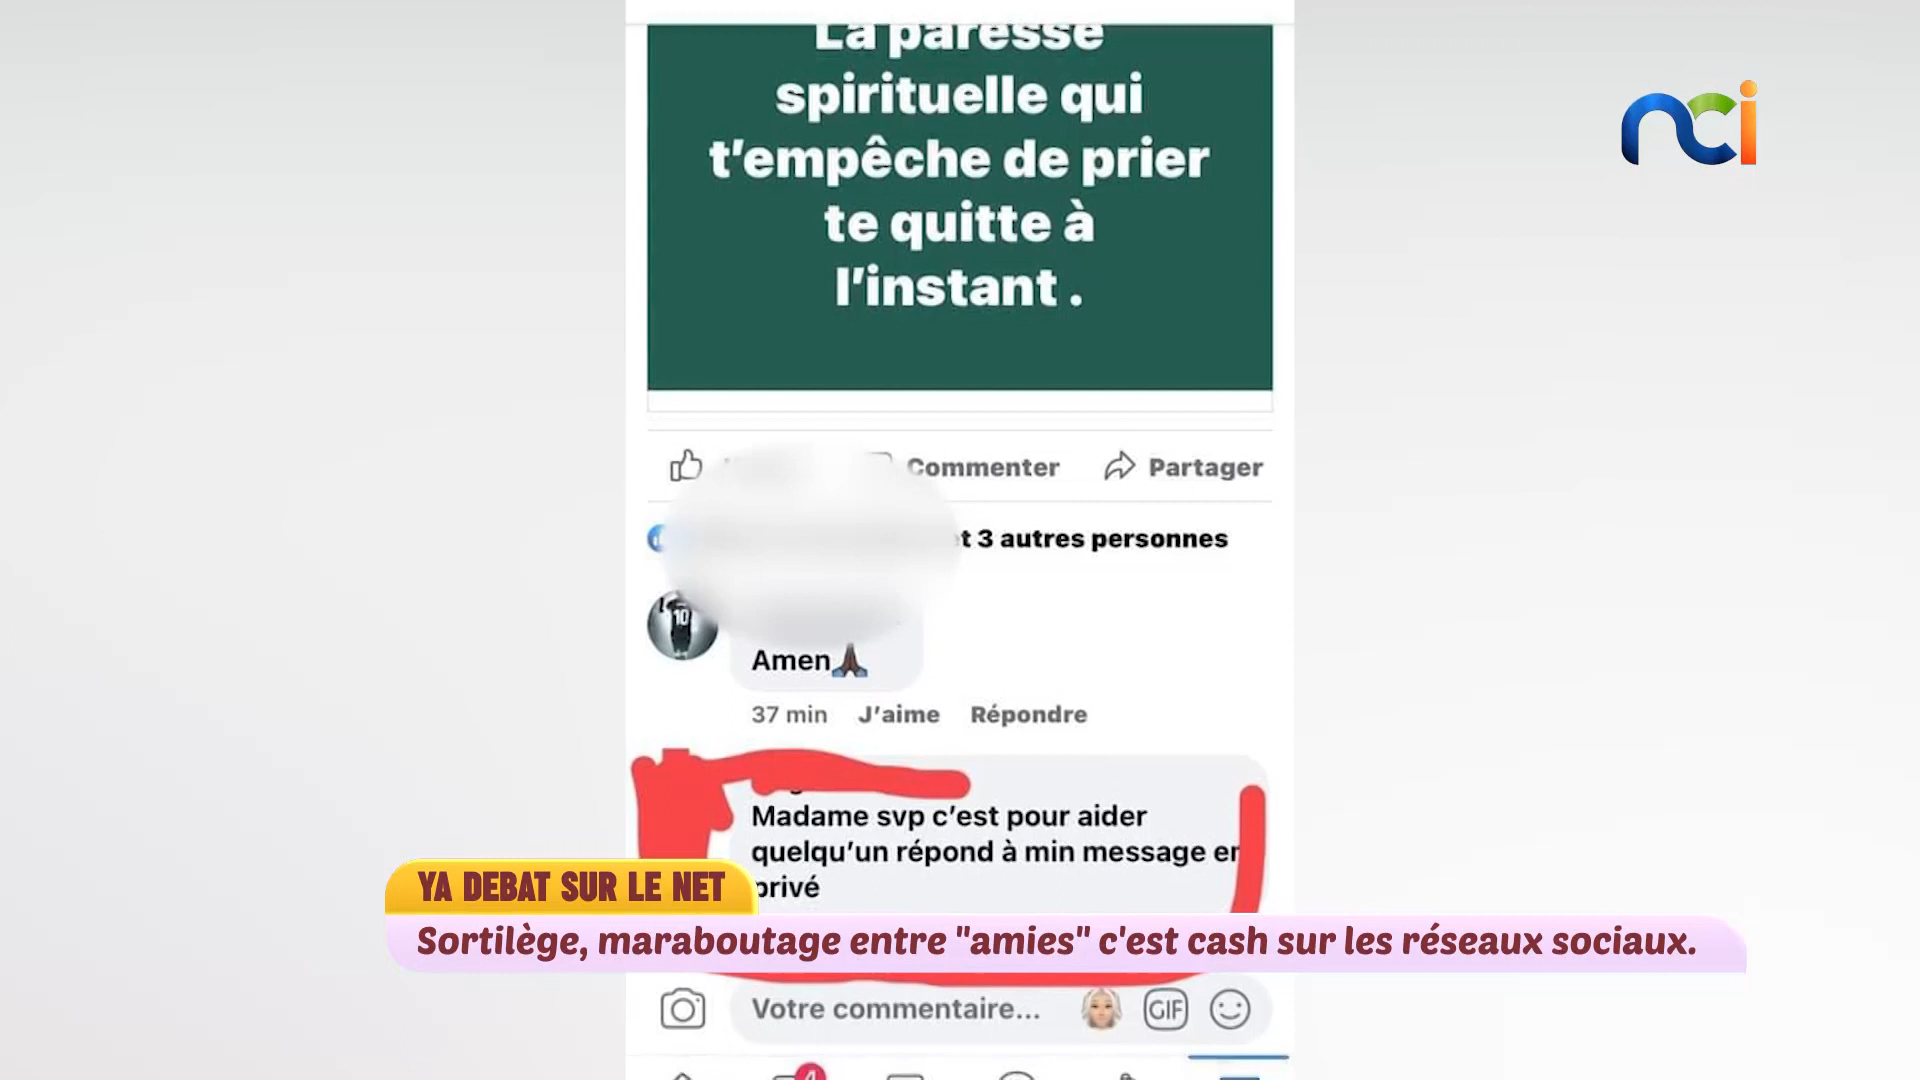 La paresse
spirituelle qui
t'empêche de prier
te quitte à
l'instant .
nci
Commenter
Partager
t 3 autres personnes
10
Amen🙏🏿
37 min J'aime Répondre
Madame svp c'est pour aider
quelqu'un répond à min message en
privé
YA DEBAT SUR LE NET
Sortilège, maraboutage entre "amies" c'est cash sur les réseaux sociaux.
Votre commentaire...
GIF
4